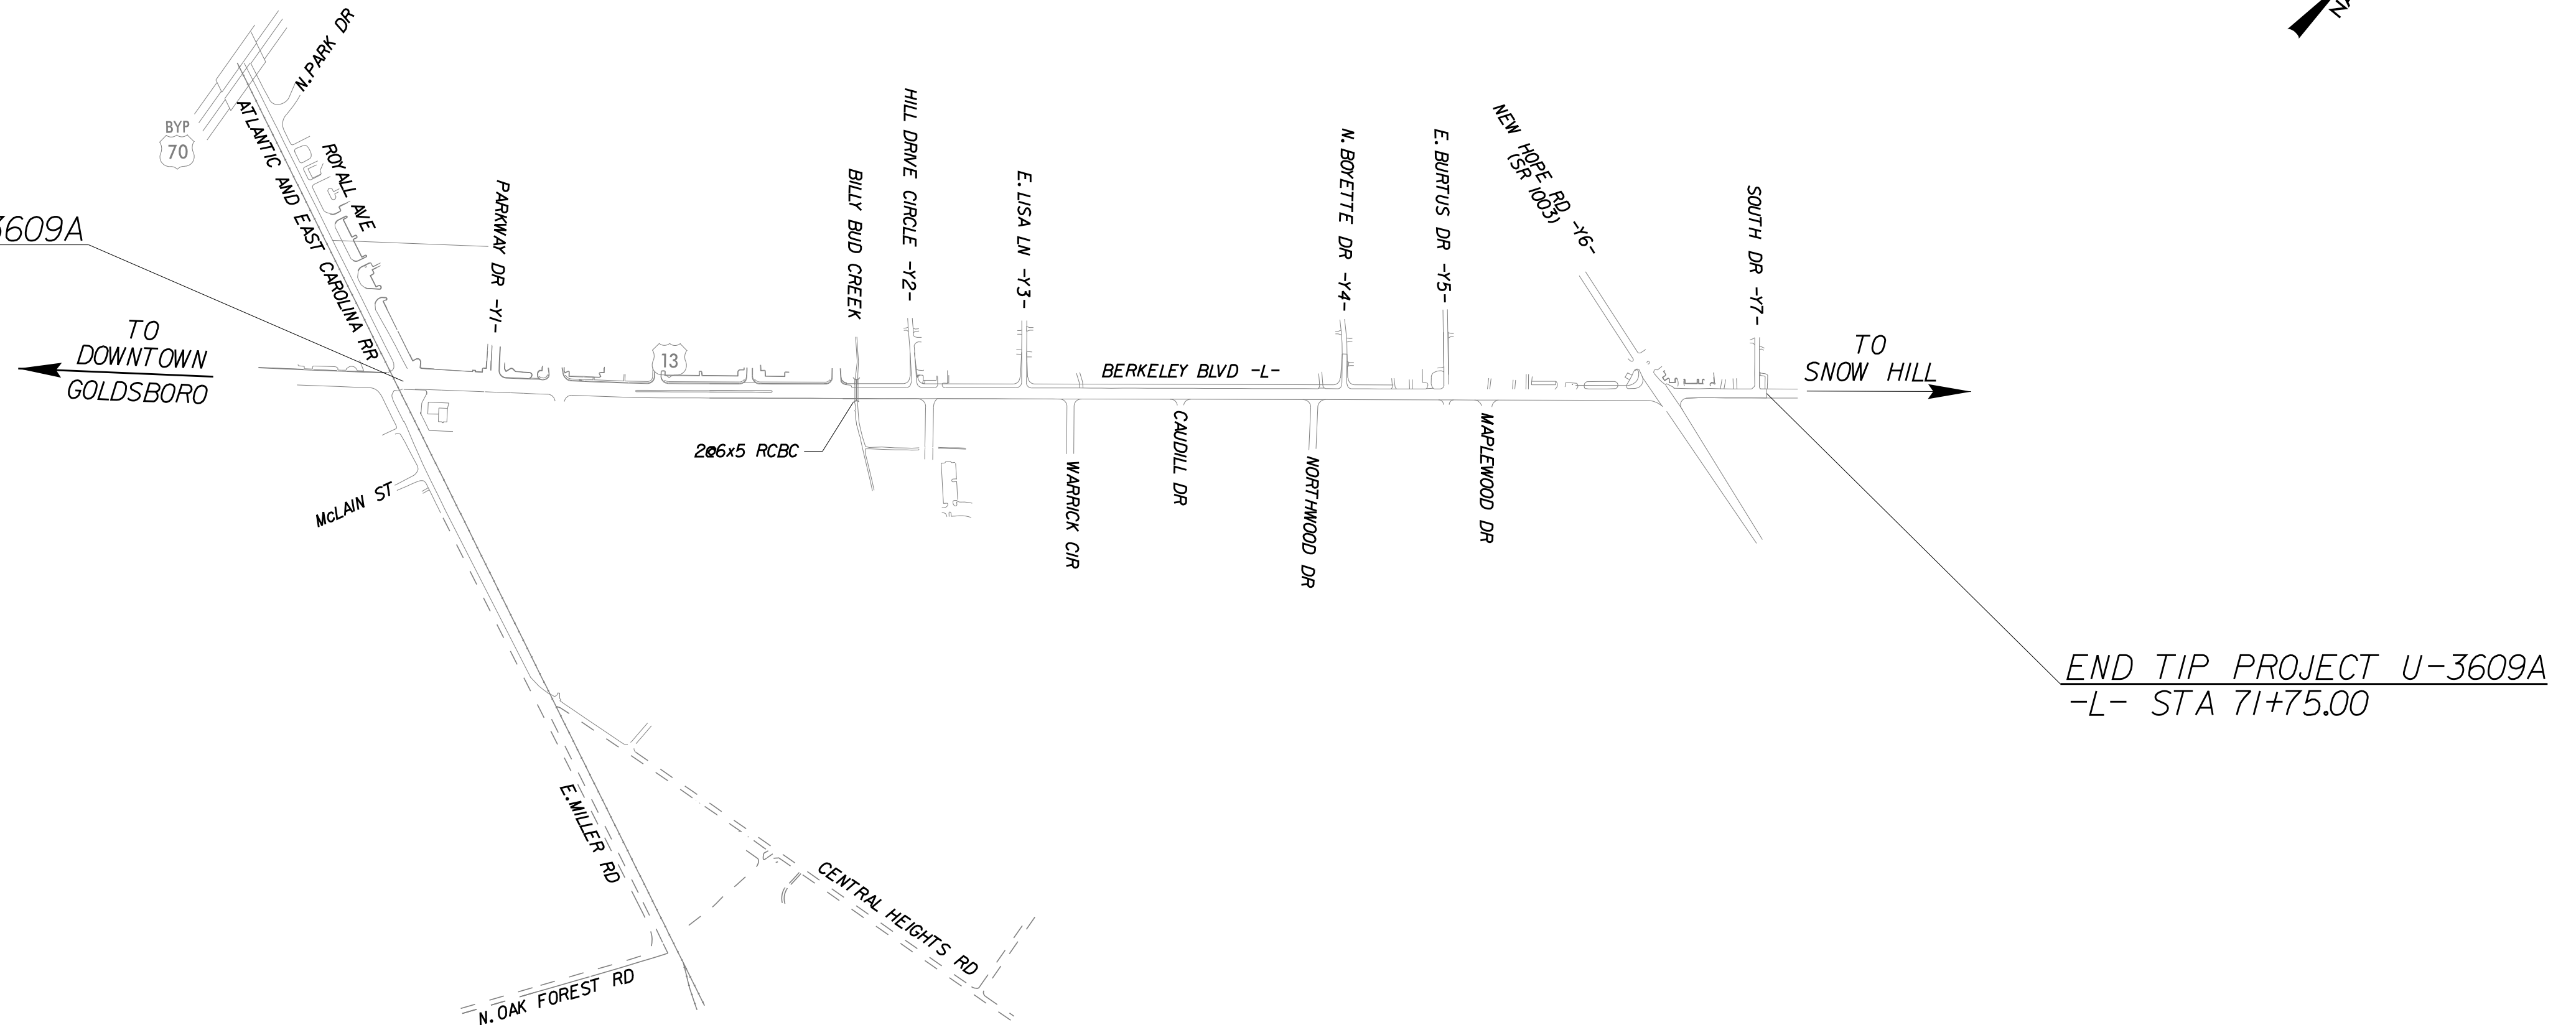 N
N. PARK DR
BYP
70
ATLANTIC AND EAST CAROLINA RR
ROYALL AVE
PARKWAY DR -Y1-
BILLY BUD CREEK
HILL DRIVE CIRCLE -Y2-
E. LISA LN -Y3-
N. BOYETTE DR -Y4-
E. BURTUS DR -Y5-
NEW HOPE RD -Y6-
(SR 1003)
SOUTH DR -Y7-
3609A
TO
DOWNTOWN
GOLDSBORO
13
BERKELEY BLVD -L-
TO
SNOW HILL
2@6x5 RCBC
McLAIN ST
WARRICK CIR
CAUDILL DR
NORTHWOOD DR
MAPLEWOOD DR
END TIP PROJECT U-3609A
-L- STA 71+75.00
E. MILLER RD
CENTRAL HEIGHTS RD
N. OAK FOREST RD